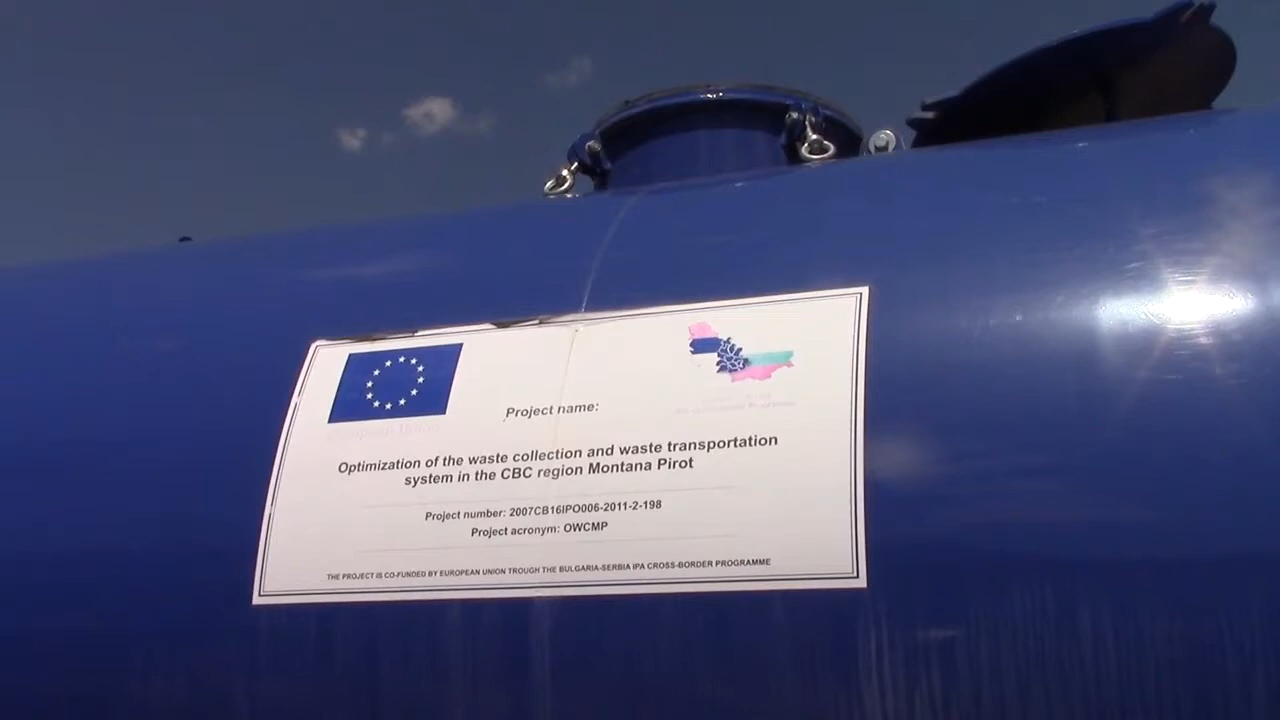 European Union
Project name:
Optimization of the waste collection and waste transportation
system in the CBC region Montana Pirot
Project number: 2007CB16IPO006-2011-2-198
Project acronym: OWCMP
THE PROJECT IS CO-FUNDED BY EUROPEAN UNION TROUGH THE BULGARIA-SERBIA IPA CROSS-BORDER PROGRAMME